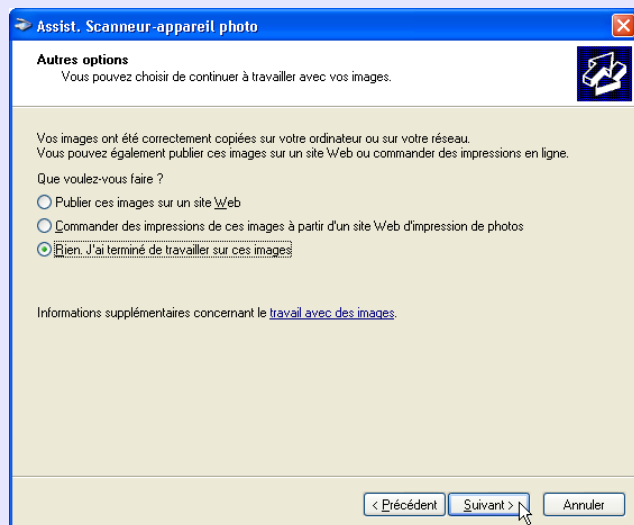 Assist. Scanneur-appareil photo
Autres options
Vous pouvez choisir de continuer à travailler avec vos images.
Vos images ont été correctement copiées sur votre ordinateur ou sur votre réseau.
Vous pouvez également publier ces images sur un site Web ou commander des impressions en ligne.
Que voulez-vous faire ?
Publier ces images sur un site Web
Commander des impressions de ces images à partir d'un site Web d'impression de photos
Rien. J'ai terminé de travailler sur ces images
Informations supplémentaires concernant le travail avec des images.
< Précédent Suivant > Annuler